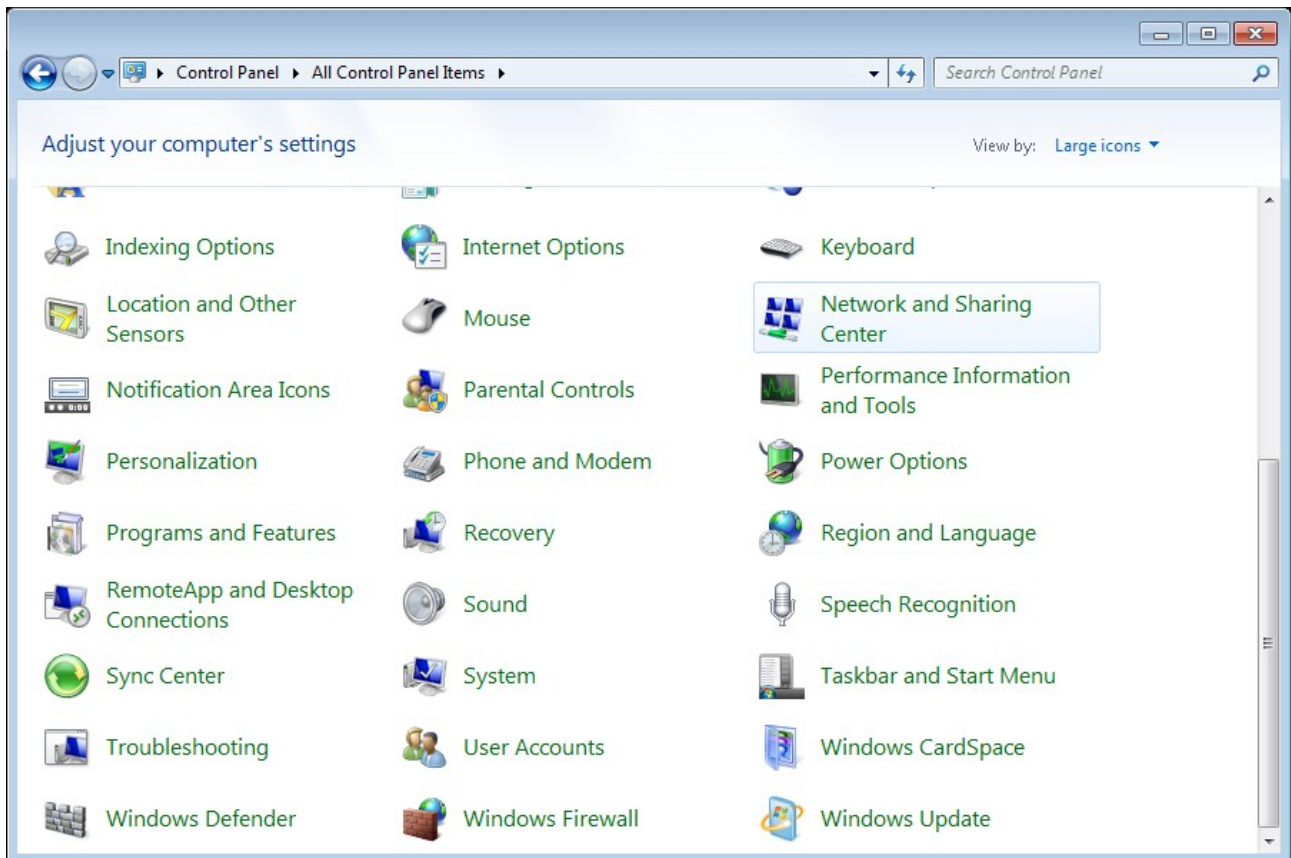 Control Panel
All Control Panel Items
Search Control Panel
Adjust your computer's settings
View by: Large icons
Indexing Options
Internet Options
Keyboard
Location and Other
Sensors
Mouse
Network and Sharing
Center
Notification Area Icons
Parental Controls
Performance Information
and Tools
Personalization
Phone and Modem
Power Options
Programs and Features
Recovery
Region and Language
RemoteApp and Desktop
Connections
Sound
Speech Recognition
Sync Center
System
Taskbar and Start Menu
Troubleshooting
User Accounts
Windows CardSpace
Windows Defender
Windows Firewall
Windows Update